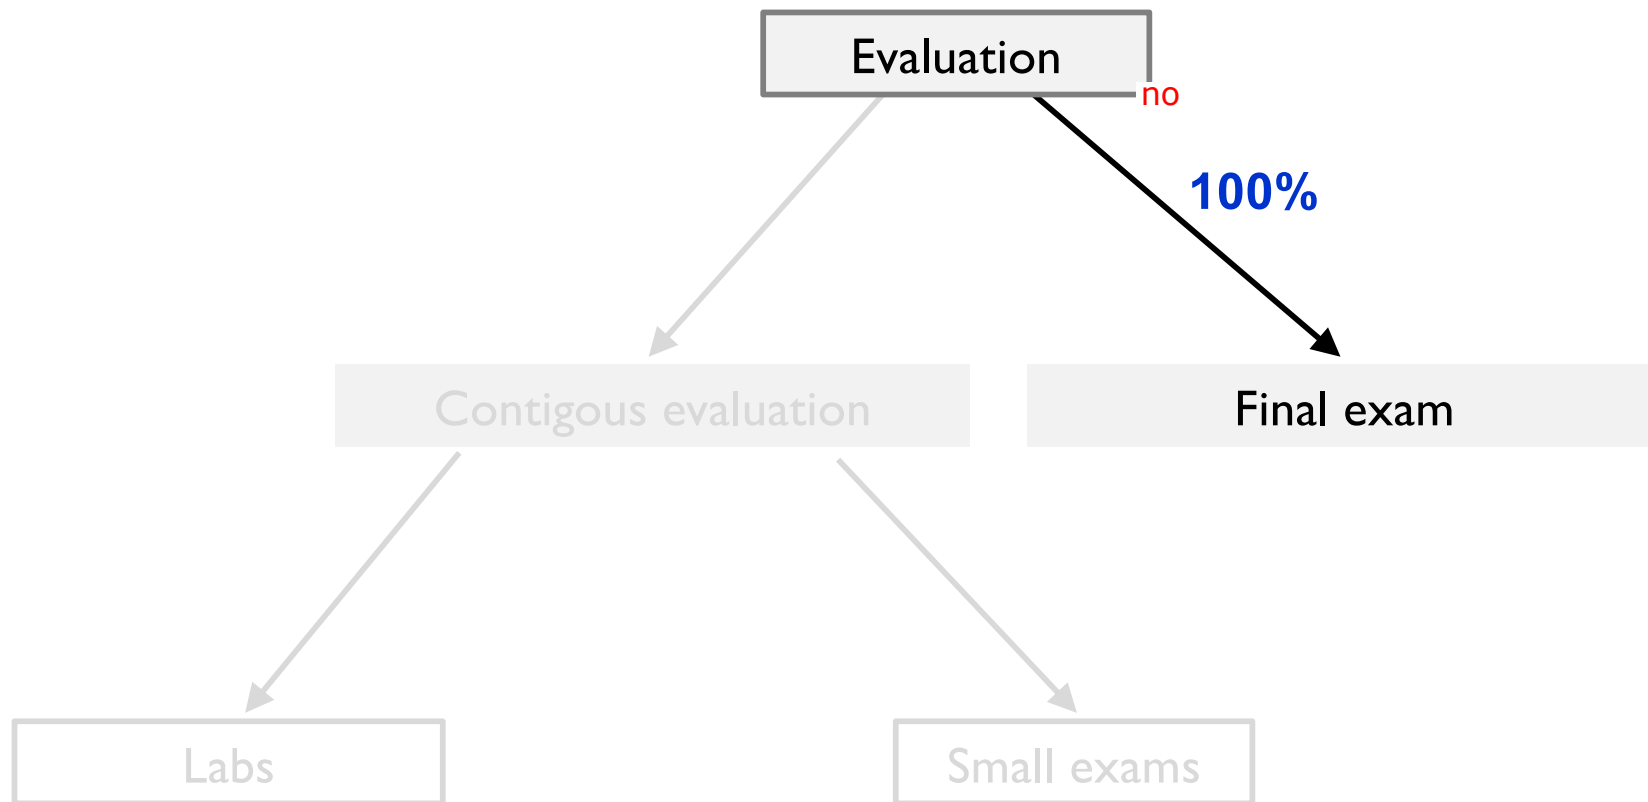 Evaluation
no
100%
Contigous evaluation
Final exam
Labs
Small exams